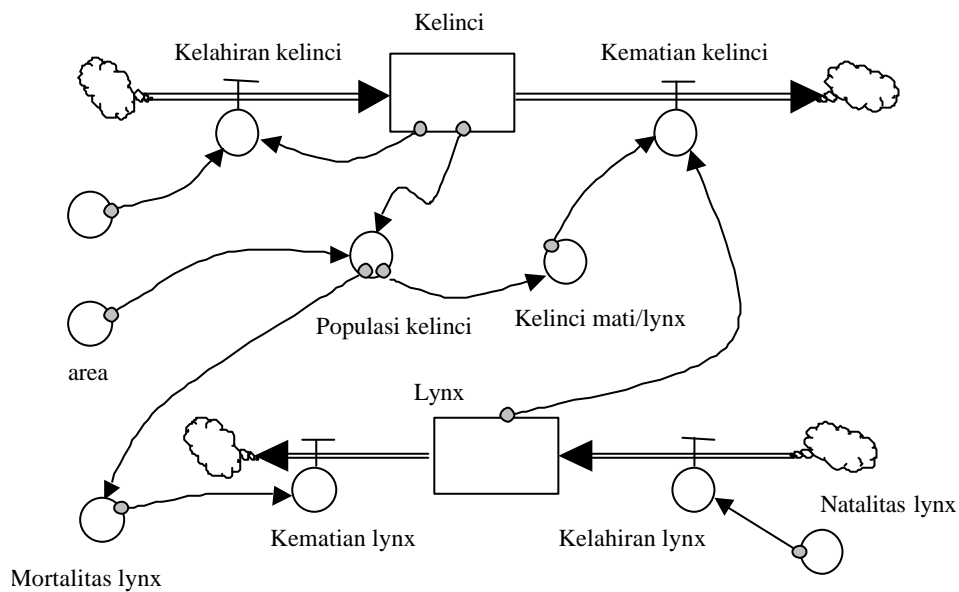 Kelinci
Kelahiran kelinci
Kematian kelinci
Populasi kelinci
Kelinci mati/lynx
area
Lynx
Natalitas lynx
Kematian lynx
Kelahiran lynx
Mortalitas lynx